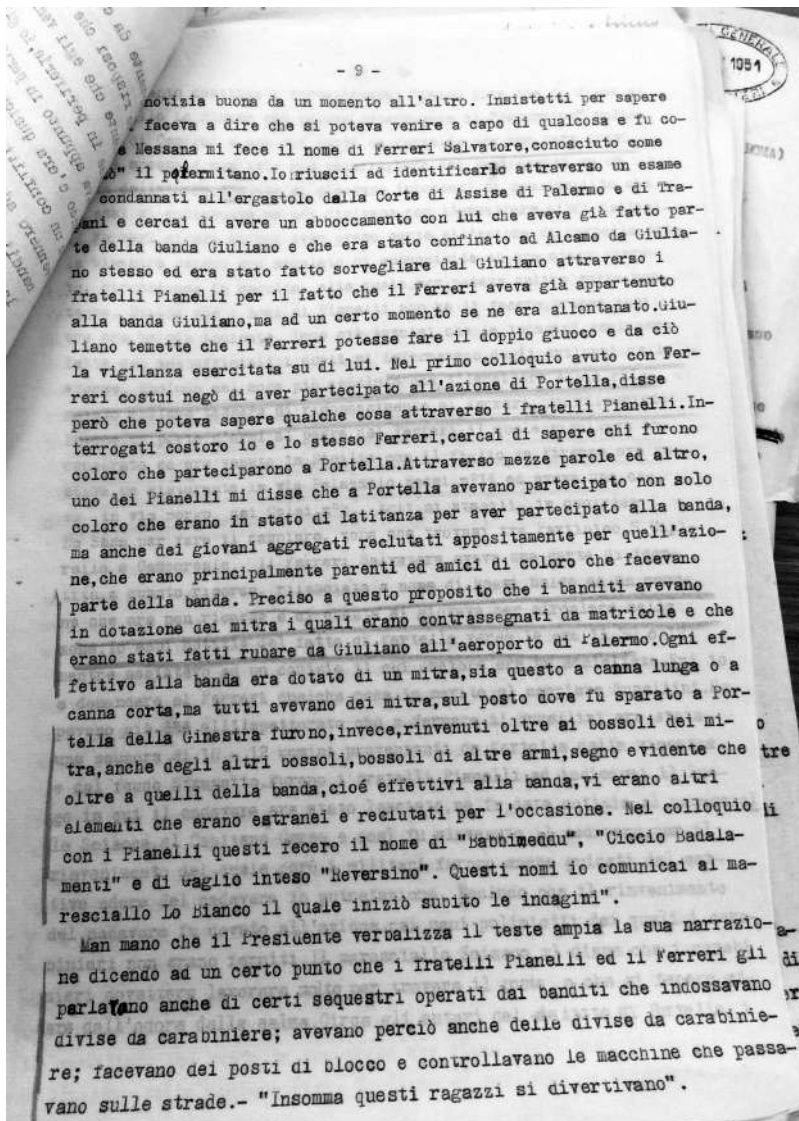 - 9 -
GENERALE
1951
notizia buona da un momento all'altro. Insistetti per sapere
faceva a dire che si poteva venire a capo di qualcosa e fu co-
e Messana mi fece il nome di Ferreri Salvatore,conosciuto come
" il palermitano.Io riuscii ad identificarlo attraverso un esame
condannati all'ergastolo dalla Corte di Assise di Palermo e di Tra-
pani e cercai di avere un abboccamento con lui che aveva già fatto par-
te della banda Giuliano e che era stato confinato ad Alcamo da Giulia-
no stesso ed era stato fatto sorvegliare dal Giuliano attraverso i
fratelli Pianelli per il fatto che il Ferreri aveva già appartenuto
alla banda Giuliano,ma ad un certo momento se ne era allontanato.Giu-
liano temette che il Ferreri potesse fare il doppio giuoco e da ciò
la vigilanza esercitata su di lui. Nel primo colloquio avuto con Fer-
reri costui negò di aver partecipato all'azione di Portella,disse
però che poteva sapere qualche cosa attraverso i fratelli Pianelli.In-
terrogati costoro io e lo stesso Ferreri,cercai di sapere chi furono
coloro che parteciparono a Portella.Attraverso mezze parole ed altro,
uno dei Pianelli mi disse che a Portella avevano partecipato non solo
coloro che erano in stato di latitanza per aver partecipato alla banda,
ma anche dei giovani aggregati reclutati appositamente per quell'azio-
ne,che erano principalmente parenti ed amici di coloro che facevano
parte della banda. Preciso a questo proposito che i banditi avevano
in dotazione dei mitra i quali erano contrassegnati da matricole e che
erano stati fatti rubare da Giuliano all'aeroporto di Palermo.Ogni ef-
fettivo alla banda era dotato di un mitra,sia questo a canna lunga o a
canna corta,ma tutti avevano dei mitra,sul posto dove fu sparato a Por-
tella della Ginestra furono,invece,rinvenuti oltre ai bossoli dei mi-
tra,anche degli altri bossoli,bossoli di altre armi,segno evidente che
oltre a quelli della banda,cioé effettivi alla banda,vi erano altri
elementi che erano estranei e reclutati per l'occasione. Nel colloquio
con i Pianelli questi fecero il nome di "Babbimeddu", "Ciccio Badala-
menti" e di taglio inteso "Reversino". Questi nomi io comunicai al ma-
resciallo Lo Bianco il quale iniziò subito le indagini".
Man mano che il Presidente verbalizza il teste ampia la sua narrazio-
ne dicendo ad un certo punto che i fratelli Pianelli ed il Ferreri gli
parlavano anche di certi sequestri operati dai banditi che indossavano
divise da carabiniere; avevano perciò anche delle divise da carabinie-
re; facevano dei posti di blocco e controllavano le macchine che passa-
vano sulle strade.- "Insomma questi ragazzi si divertivano".